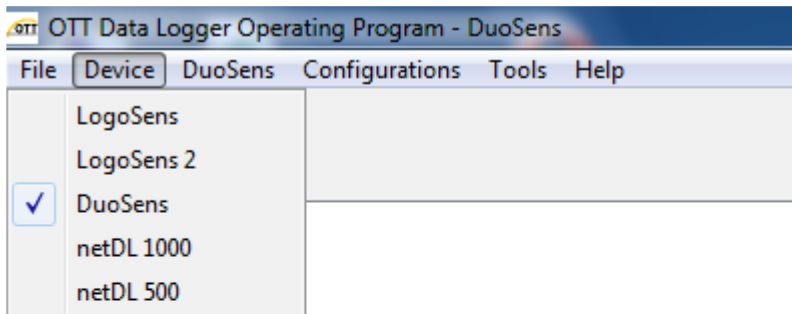 OTT OTT Data Logger Operating Program - DuoSens
File Device DuoSens Configurations Tools Help
LogoSens
LogoSens 2
DuoSens
netDL 1000
netDL 500